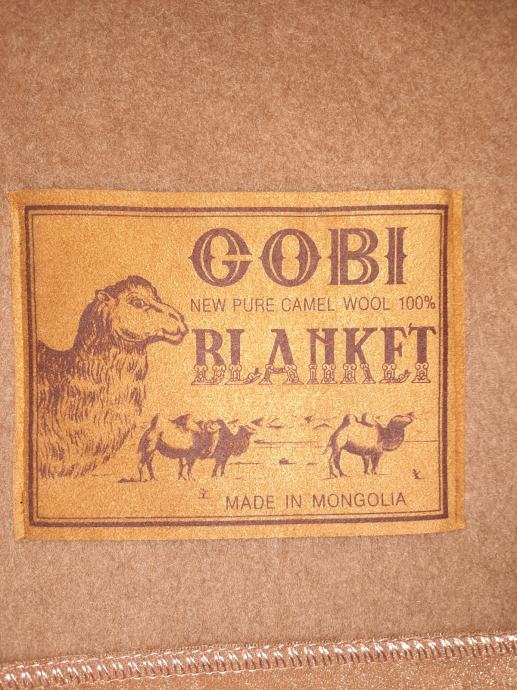 GOBI
NEW PURE CAMEL WOOL 100%
BLANKET
MADE IN MONGOLIA